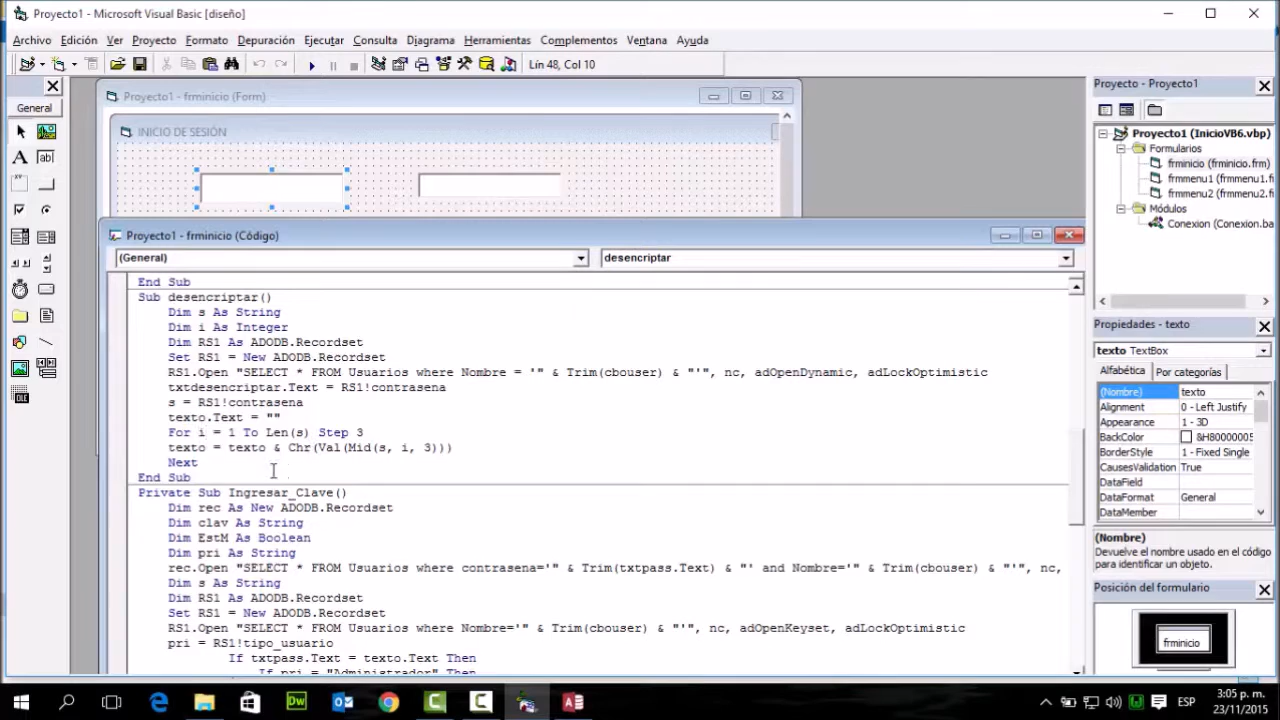 Proyecto1 - Microsoft Visual Basic [diseño]
Archivo Edición Ver Proyecto Formato Depuración Ejecutar Consulta Diagrama Herramientas Complementos Ventana Ayuda
Lín 48, Col 10
General
Proyecto1 - frminicio (Form)
INICIO DE SESIÓN
Proyecto1 - frminicio (Código)
(General)
desencriptar
End Sub
Sub desencriptar()
Dim s As String
Dim i As Integer
Dim RS1 As ADODB.Recordset
Set RS1 = New ADODB.Recordset
RS1.Open "SELECT * FROM Usuarios where Nombre = '" & Trim(cbouser) & "'", nc, adOpenDynamic, adLockOptimistic
txtdesencriptar.Text = RS1!contrasena
s = RS1!contrasena
texto.Text = ""
For i = 1 To Len(s) Step 3
texto = texto & Chr(Val(Mid(s, i, 3)))
Next
End Sub
Private Sub Ingresar_Clave()
Dim rec As New ADODB.Recordset
Dim clav As String
Dim EstM As Boolean
Dim pri As String
rec.Open "SELECT * FROM Usuarios where contrasena='" & Trim(txtpass.Text) & "' and Nombre='" & Trim(cbouser) & "'", nc,
Dim s As String
Dim RS1 As ADODB.Recordset
Set RS1 = New ADODB.Recordset
RS1.Open "SELECT * FROM Usuarios where Nombre='" & Trim(cbouser) & "'", nc, adOpenKeyset, adLockOptimistic
pri = RS1!tipo_usuario
If txtpass.Text = texto.Text Then
If pri = "Administrador" Then
Proyecto - Proyecto1
Proyecto1 (InicioVB6.vbp)
Formularios
frminicio (frminicio.frm)
frmmenu1 (frmmenu1.fi
frmmenu2 (frmmenu2.fi
Módulos
Conexion (Conexion.ba
Propiedades - texto
texto TextBox
Alfabética Por categorías
(Nombre) texto
Alignment 0 - Left Justify
Appearance 1 - 3D
BackColor &H80000005
BorderStyle 1 - Fixed Single
CausesValidation True
DataField
DataFormat General
DataMember
(Nombre)
Devuelve el nombre usado en el código
para identificar un objeto.
Posición del formulario
frminicio
ESP
3:05 p. m.
23/11/2015